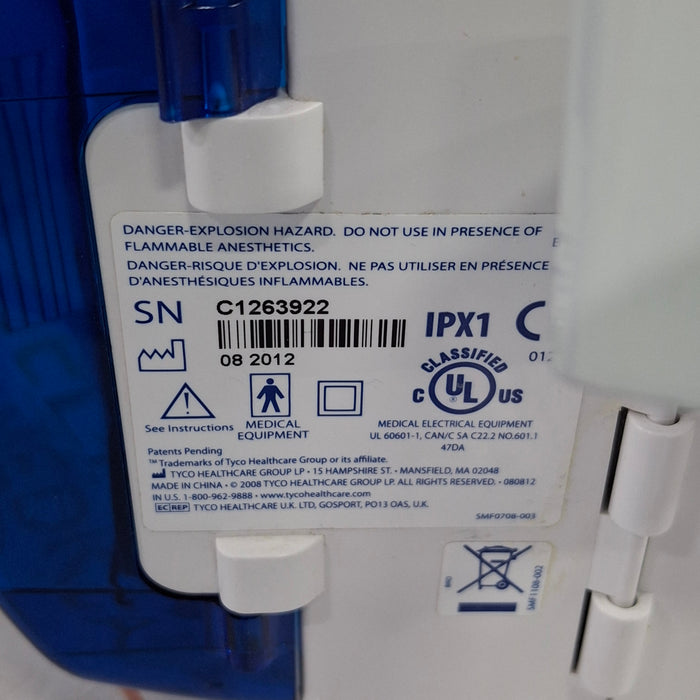 DANGER-EXPLOSION HAZARD. DO NOT USE IN PRESENCE OF
FLAMMABLE ANESTHETICS.
DANGER-RISQUE D'EXPLOSION. NE PAS UTILISER EN PRÉSENCE
D'ANESTHÉSIQUES INFLAMMABLES.
SN C1263922
IPX1
08 2012
See Instructions
MEDICAL
EQUIPMENT
CLASSIFIED
C UL US
MEDICAL ELECTRICAL EQUIPMENT
UL 60601-1, CAN/C SA C22.2 NO.601.1
47DA
Patents Pending
™ Trademarks of Tyco Healthcare Group or its affiliate.
TYCO HEALTHCARE GROUP LP · 15 HAMPSHIRE ST. · MANSFIELD, MA 02048
MADE IN CHINA · © 2008 TYCO HEALTHCARE GROUP LP. ALL RIGHTS RESERVED. · 080812
IN U.S. 1-800-962-9888 · www.tycohealthcare.com
EC REP TYCO HEALTHCARE U.K. LTD, GOSPORT, PO13 OAS, U.K.
SMF0708-003
SMF1108-002